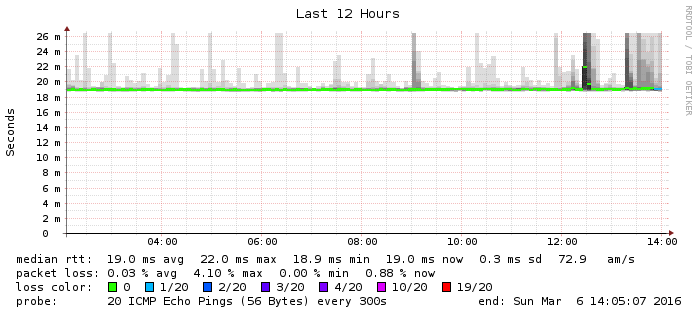 Last 12 Hours
RRDTOOL / TOBI OETIKER
Seconds
26 m
24 m
22 m
20 m
18 m
16 m
14 m
12 m
10 m
8 m
6 m
4 m
2 m
0
04:00 06:00 08:00 10:00 12:00 14:00
median rtt: 19.0 ms avg 22.0 ms max 18.9 ms min 19.0 ms now 0.3 ms sd 72.9 am/s
packet loss: 0.03 % avg 4.10 % max 0.00 % min 0.88 % now
loss color: 0 1/20 2/20 3/20 4/20 10/20 19/20
probe: 20 ICMP Echo Pings (56 Bytes) every 300s end: Sun Mar 6 14:05:07 2016